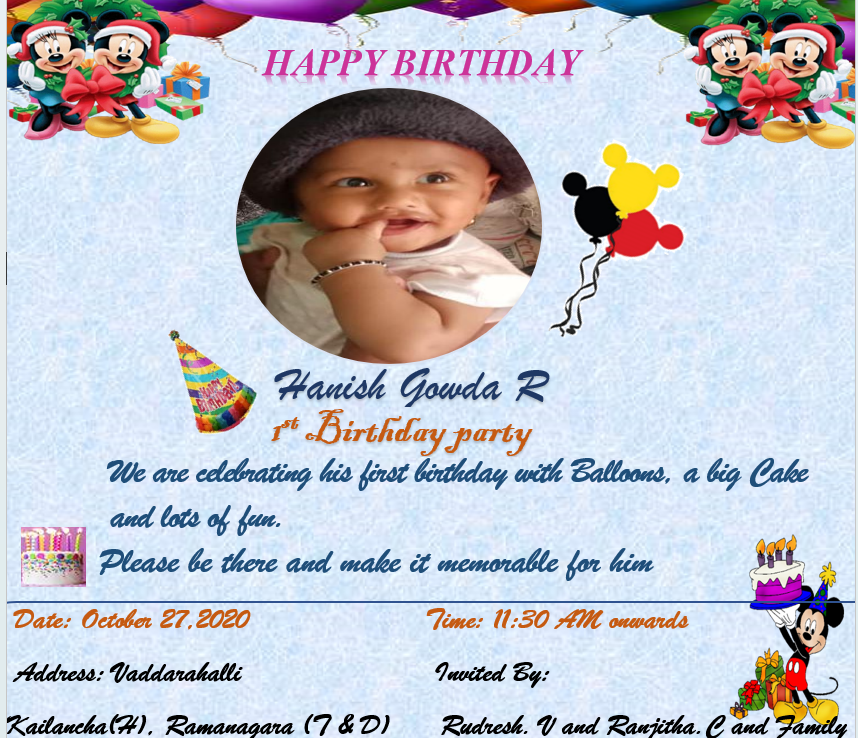 HAPPY BIRTHDAY
HAPPY BIRTHDAY
Hanish Gowda R
1st Birthday party
We are celebrating his first birthday with Balloons, a big Cake
and lots of fun.
Please be there and make it memorable for him
Date: October 27,2020 Time: 11:30 AM onwards
Address: Vaddarahalli Invited By:
Kailancha(H), Ramanagara (T & D) Rudresh. V and Ranjitha. C and Family